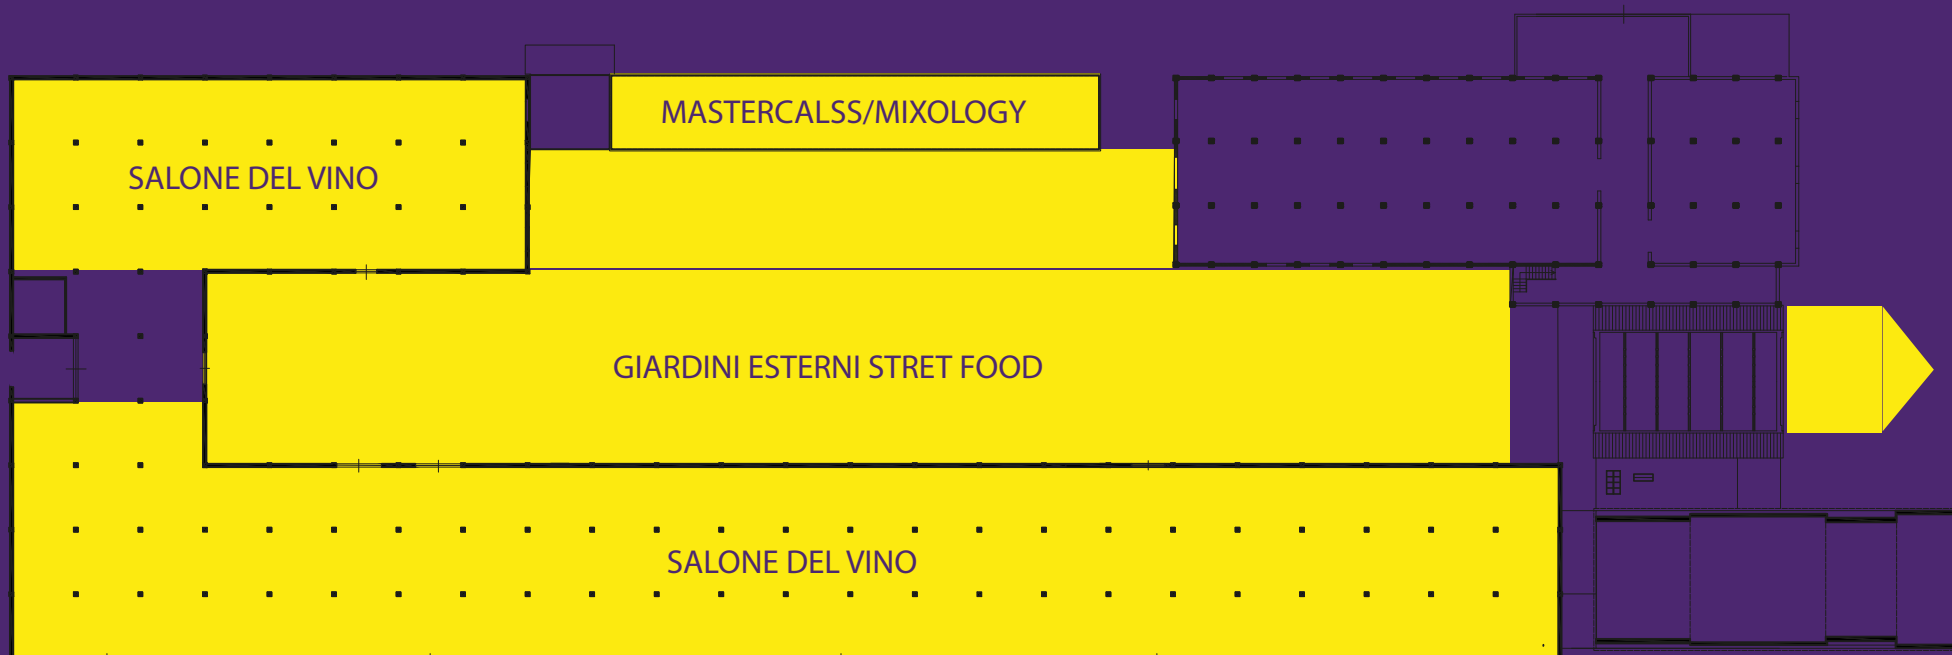 MASTERCALSS/MIXOLOGY
SALONE DEL VINO
GIARDINI ESTERNI STRET FOOD
SALONE DEL VINO